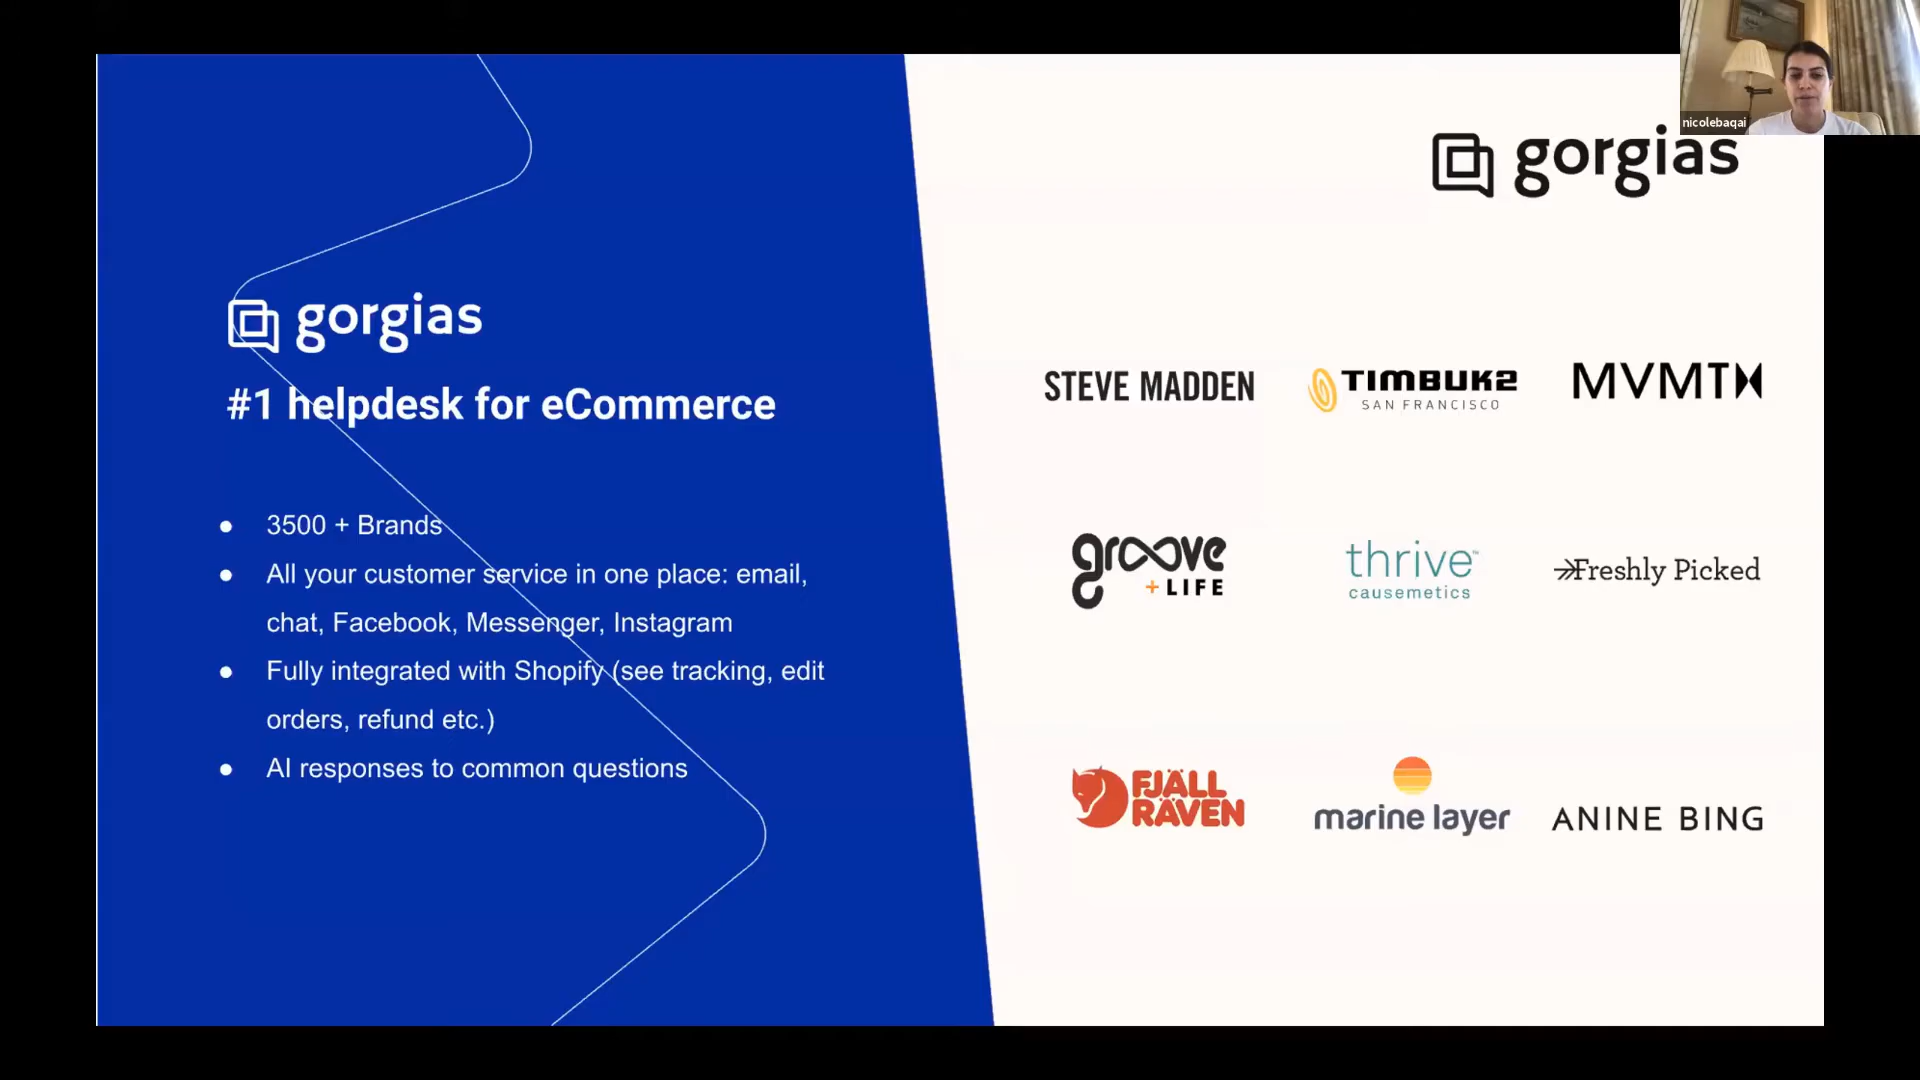 nicolebaqai
gorgias
gorgias
#1 helpdesk for eCommerce
● 3500 + Brands
● All your customer service in one place: email,
chat, Facebook, Messenger, Instagram
● Fully integrated with Shopify (see tracking, edit
orders, refund etc.)
● AI responses to common questions
STEVE MADDEN
TIMBUK2
SAN FRANCISCO
MVMT
groove
+ LIFE
thrive™
causemetics
Freshly Picked
FJÄLL
RÄVEN
marine layer
ANINE BING